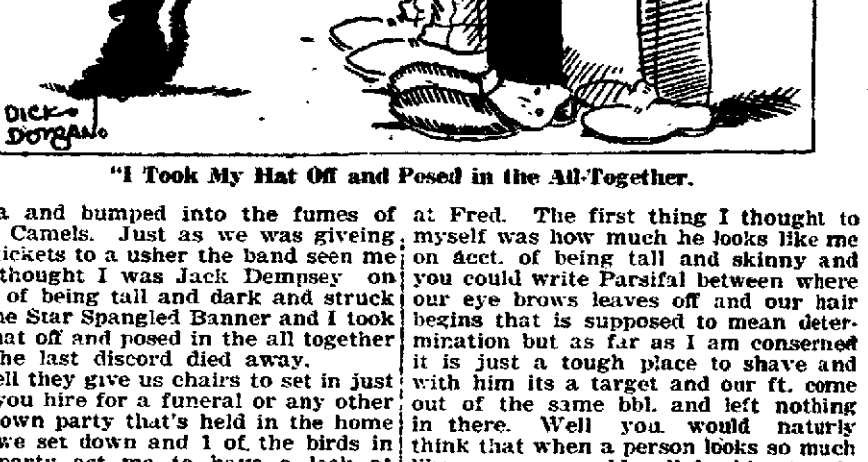 DICK
DORGAN
"I Took My Hat Off and Posed in the All-Together.
a and bumped into the fumes of
Camels. Just as we was giveing
tickets to a usher the band seen me
thought I was Jack Dempsey on
of being tall and dark and struck
he Star Spangled Banner and I took
hat off and posed in the all together
he last discord died away.
ell they give us chairs to set in just
you hire for a funeral or any other
own party that's held in the home
we set down and 1 of the birds in
party
at Fred. The first thing I thought to
myself was how much he looks like me
on acct. of being tall and skinny and
you could write Parsifal between where
our eye brows leaves off and our hair
begins that is supposed to mean deter-
mination but as far as I am conserned
it is just a tough place to shave and
with him its a target and our ft. come
out of the same bbl. and left nothing
in there. Well you would naturly
think that when a person looks so much